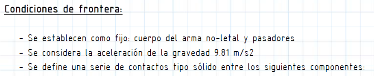 Condiciones de frontera:
- Se establecen como fijo: cuerpo del arma no-letal y pasadores
- Se considera la aceleración de la gravedad 9.81 m/s2
- Se define una serie de contactos tipo sólido entre los siguientes componentes